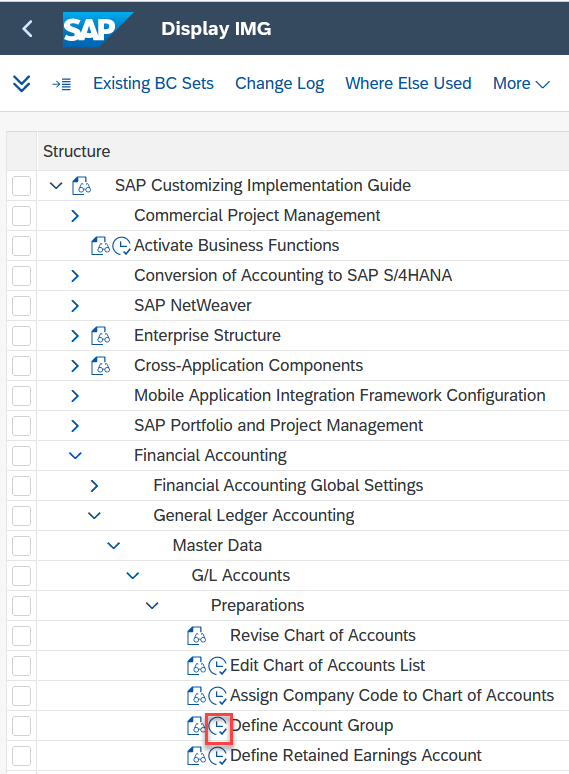 SAP Display IMG
Existing BC Sets Change Log Where Else Used More
Structure
SAP Customizing Implementation Guide
Commercial Project Management
Activate Business Functions
Conversion of Accounting to SAP S/4HANA
SAP NetWeaver
Enterprise Structure
Cross-Application Components
Mobile Application Integration Framework Configuration
SAP Portfolio and Project Management
Financial Accounting
Financial Accounting Global Settings
General Ledger Accounting
Master Data
G/L Accounts
Preparations
Revise Chart of Accounts
Edit Chart of Accounts List
Assign Company Code to Chart of Accounts
Define Account Group
Define Retained Earnings Account